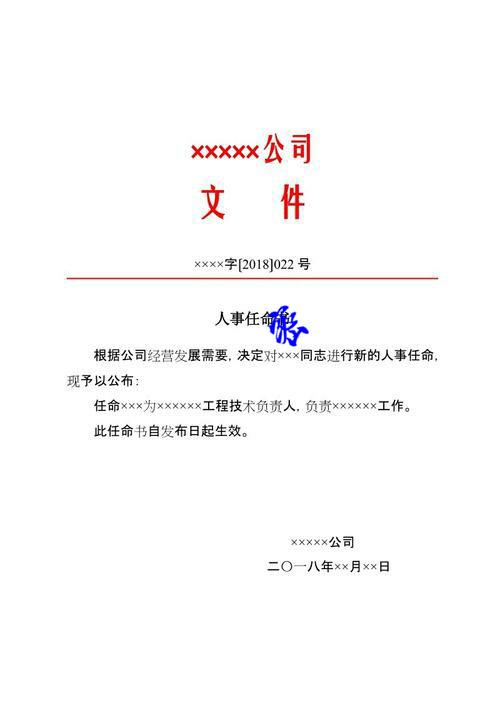 ×××××公司
文 件
××××字[2018]022 号
人事任命书
根据公司经营发展需要,决定对×××同志进行新的人事任命,
现予以公布:
任命×××为××××××工程技术负责人,负责××××××工作。
此任命书自发布日起生效。
×××××公司
二〇一八年××月××日